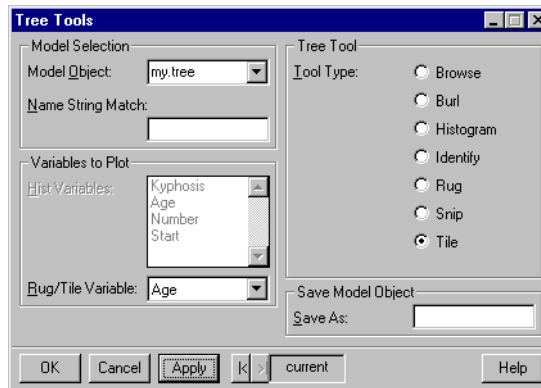 Tree Tools
Model Selection
Model Object: my.tree
Name String Match:
Variables to Plot
Hist Variables: Kyphosis
Age
Number
Start
Rug/Tile Variable: Age
Tree Tool
Tool Type: Browse
Burl
Histogram
Identify
Rug
Snip
Tile
Save Model Object
Save As:
OK Cancel Apply current Help